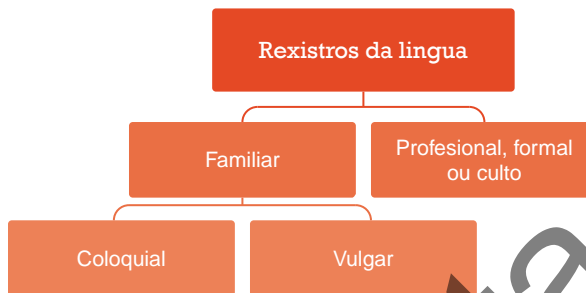 Rexistros da lingua
Familiar
Profesional, formal
ou culto
Coloquial
Vulgar